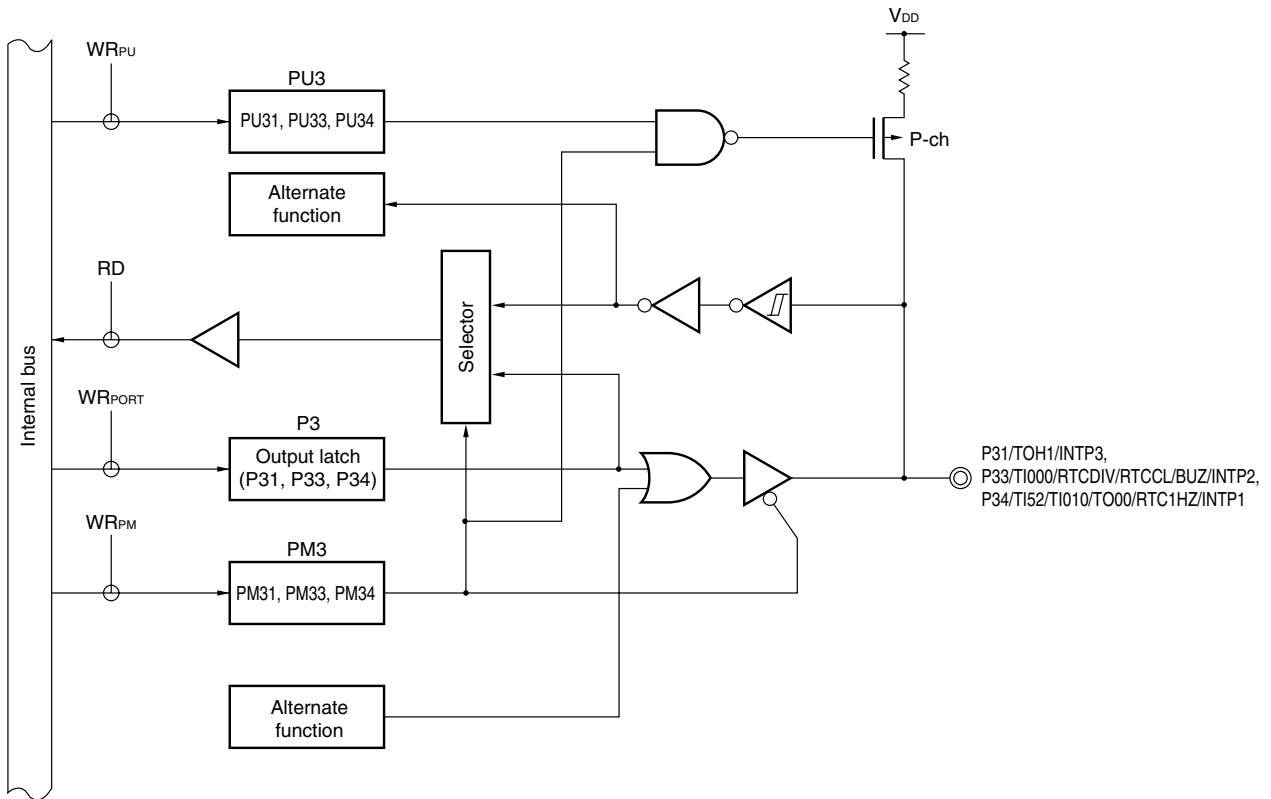 VDD
WRPU
PU3
PU31, PU33, PU34
P-ch
Alternate
function
RD
Selector
Internal bus
WRPORT
P3
Output latch
(P31, P33, P34)
P31/TOH1/INTP3,
P33/TI000/RTCDIV/RTCCL/BUZ/INTP2,
P34/TI52/TI010/TO00/RTC1HZ/INTP1
WRPM
PM3
PM31, PM33, PM34
Alternate
function